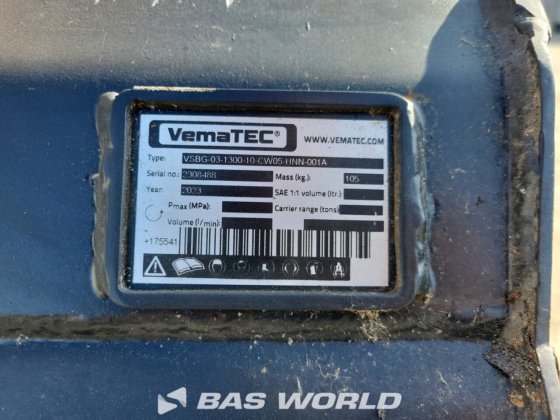 VemaTEC® WWW.VEMATEC.COM
Type: VSBG-03-1300-10-CW05-HNN-001A
Serial no.: 2308488 Mass (kg.): 105
Year: 2023 SAE 1:1 volume (ltr.)
Pmax (MPa): Carrier range (tons)
Volume (l/min):
+175541
BAS WORLD